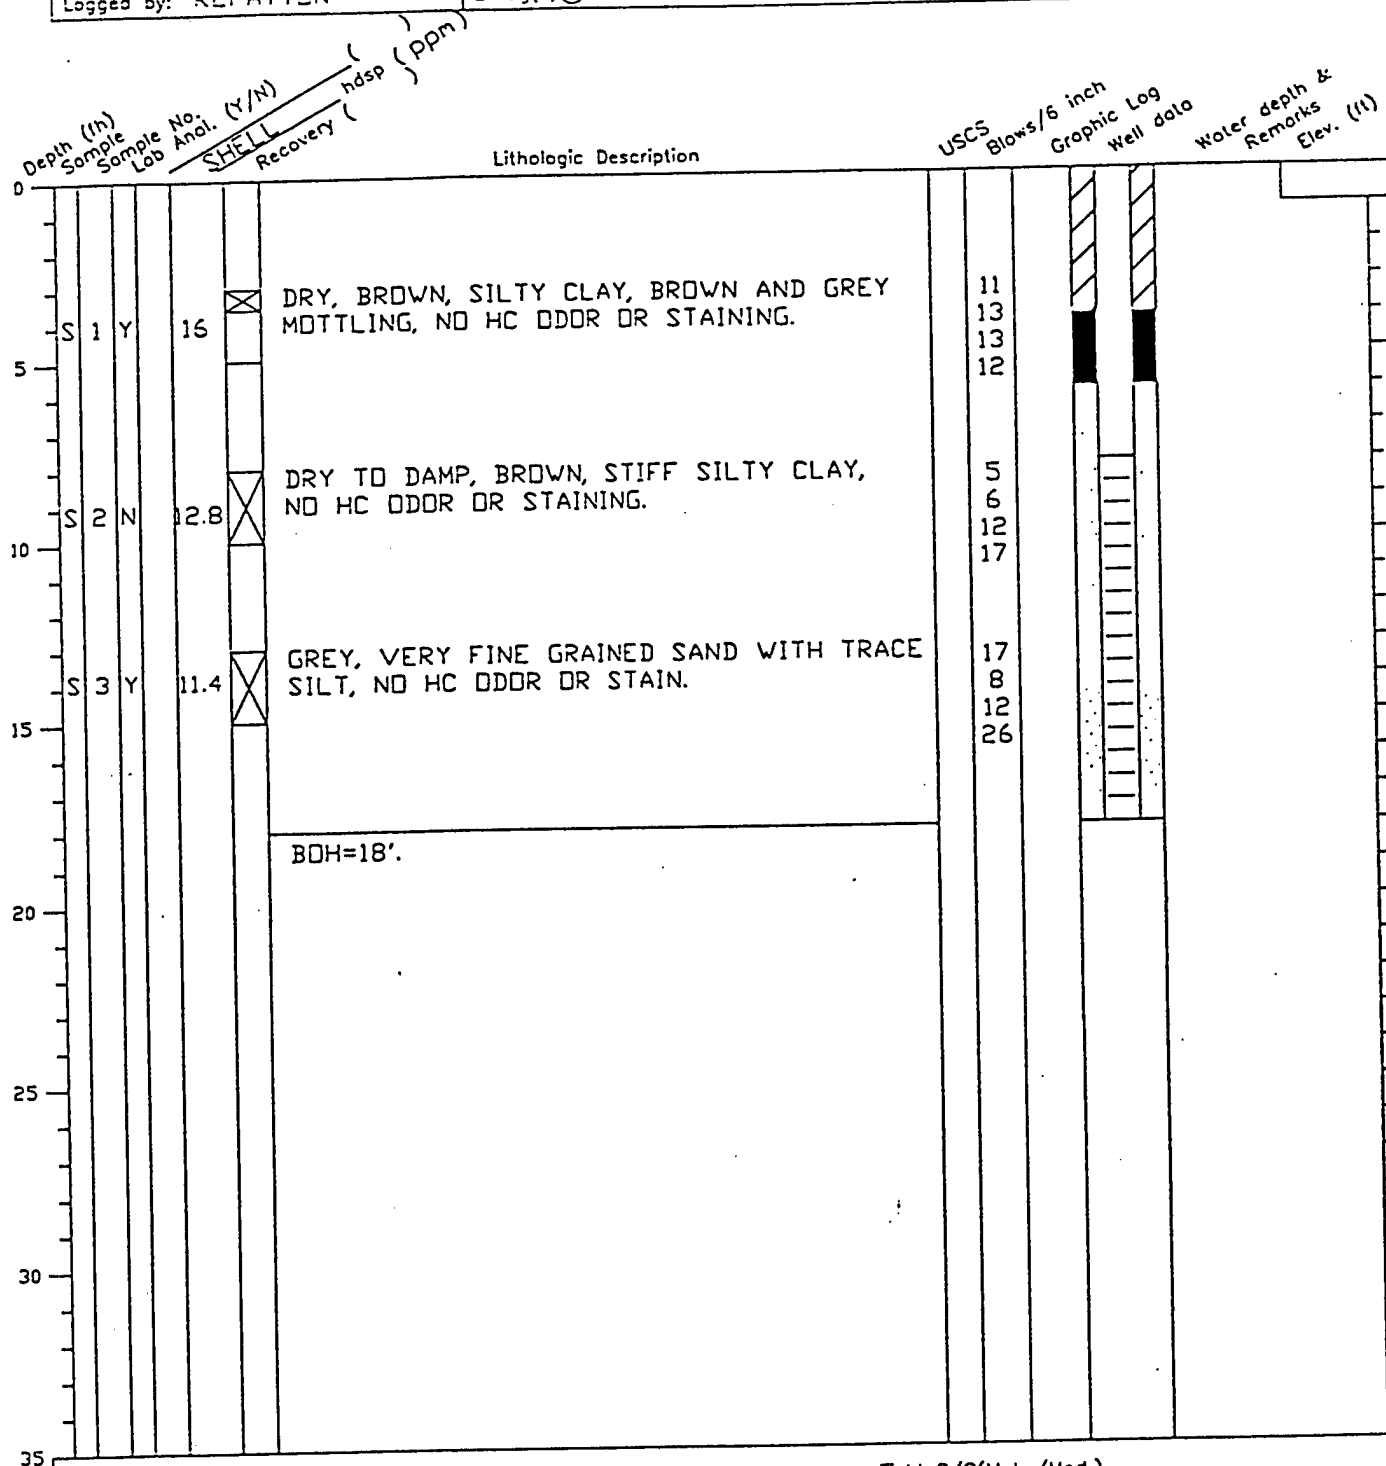 Logged by:
( )
hdsp (ppm)
( )
Depth (fh)
Sample
Sample No.
Lab Anal. (Y/N)
SHELL
Recovery (
Lithologic Description
USCS
Blows/6 inch
Graphic Log
Well data
Water depth &
Remarks
Elev. (ft)
0
DRY, BROWN, SILTY CLAY, BROWN AND GREY 11
MOTTLING, NO HC ODOR OR STAINING. 13
S 1 Y 16
13
5 12
DRY TO DAMP, BROWN, STIFF SILTY CLAY, 5
NO HC ODOR OR STAINING. 6
S 2 N 12.8
12
10 17
GREY, VERY FINE GRAINED SAND WITH TRACE 17
S 3 Y 11.4 SILT, NO HC ODOR OR STAIN. 8
12
15 26
BOH=18'.
20
25
30
35